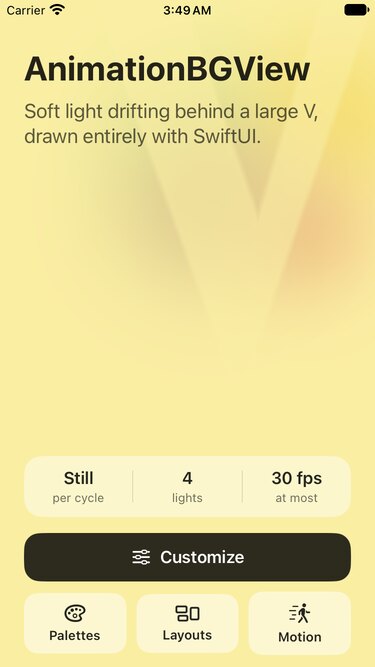 Carrier 3:49 AM
AnimationBGView
Soft light drifting behind a large V,
drawn entirely with SwiftUI.
Still 4 30 fps
per cycle lights at most
Customize
Palettes Layouts Motion